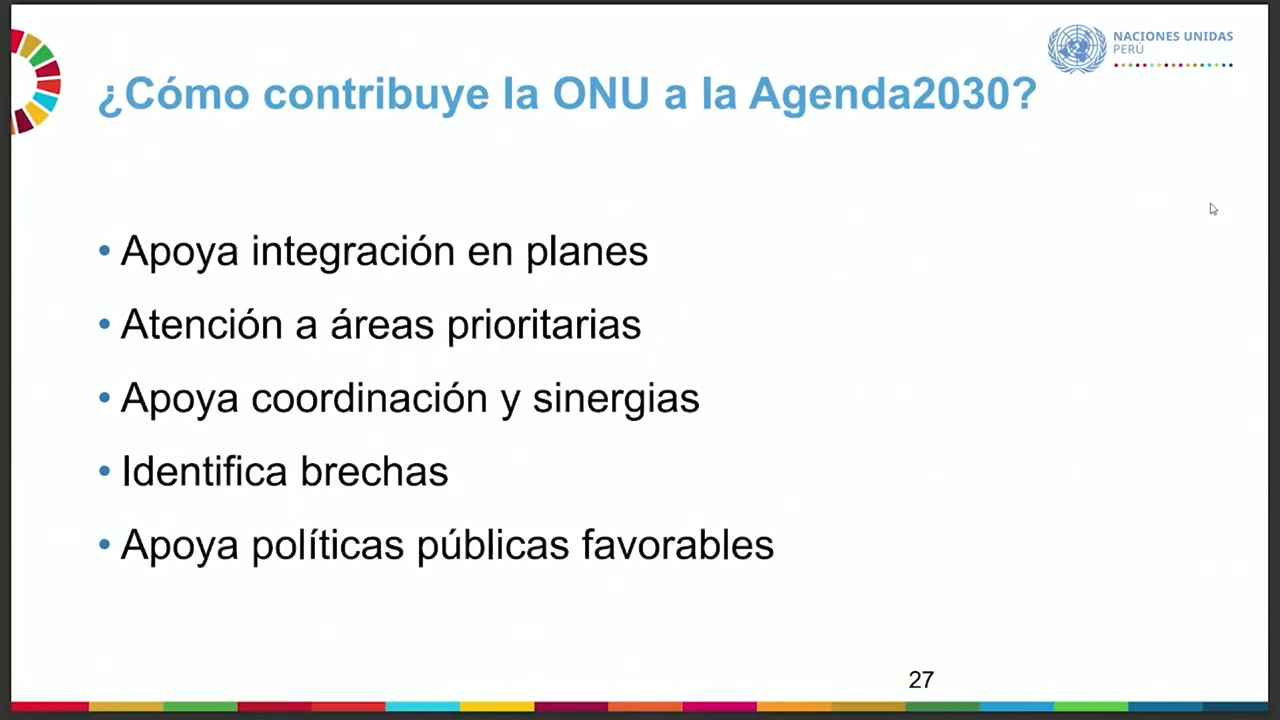 NACIONES UNIDAS
PERÚ
¿Cómo contribuye la ONU a la Agenda2030?
• Apoya integración en planes
• Atención a áreas prioritarias
• Apoya coordinación y sinergias
• Identifica brechas
• Apoya políticas públicas favorables
27